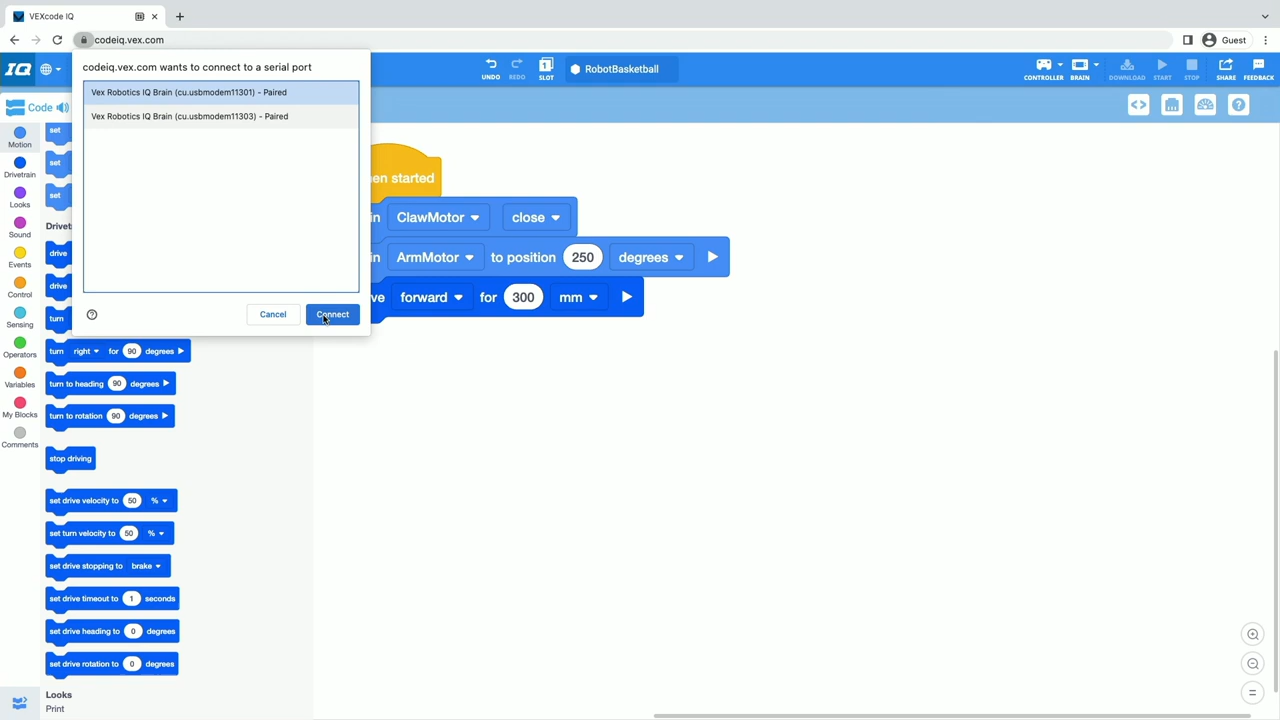 VEXcode IQ
codeiq.vex.com
Guest
codeiq.vex.com wants to connect to a serial port
Vex Robotics IQ Brain (cu.usbmodem11301) - Paired
Vex Robotics IQ Brain (cu.usbmodem11303) - Paired
Cancel
Connect
IQ
UNDO
REDO
1
SLOT
RobotBasketball
CONTROLLER
BRAIN
DOWNLOAD
START
STOP
SHARE
FEEDBACK
Code
Motion
Drivetrain
Looks
Sound
Events
Control
Sensing
Operators
Variables
My Blocks
Comments
set
set
set
Drivet
drive
drive
turn
turn right for 90 degrees
turn to heading 90 degrees
turn to rotation 90 degrees
stop driving
set drive velocity to 50 %
set turn velocity to 50 %
set drive stopping to brake
set drive timeout to 1 seconds
set drive heading to 0 degrees
set drive rotation to 0 degrees
Looks
Print
en started
in ClawMotor close
in ArmMotor to position 250 degrees
ve forward for 300 mm